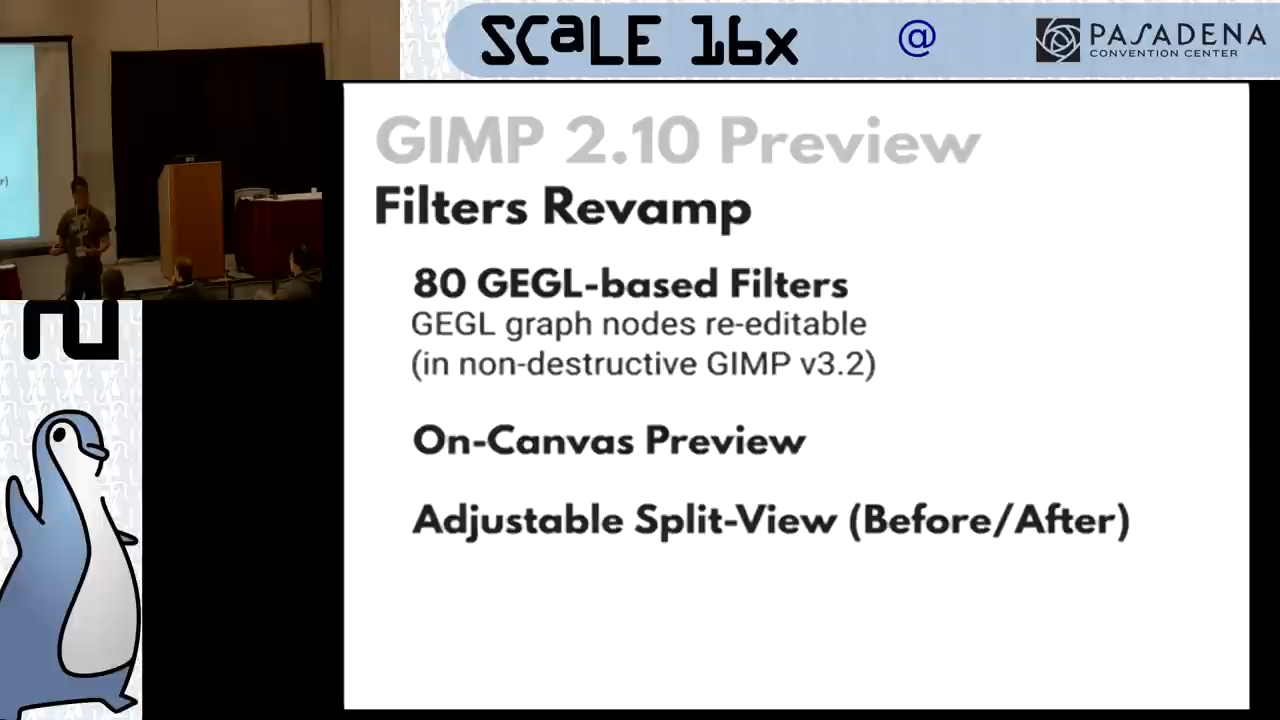 SCaLE 16x
@
PASADENA
CONVENTION CENTER
GIMP 2.10 Preview
Filters Revamp
80 GEGL-based Filters
GEGL graph nodes re-editable
(in non-destructive GIMP v3.2)
On-Canvas Preview
Adjustable Split-View (Before/After)
r)